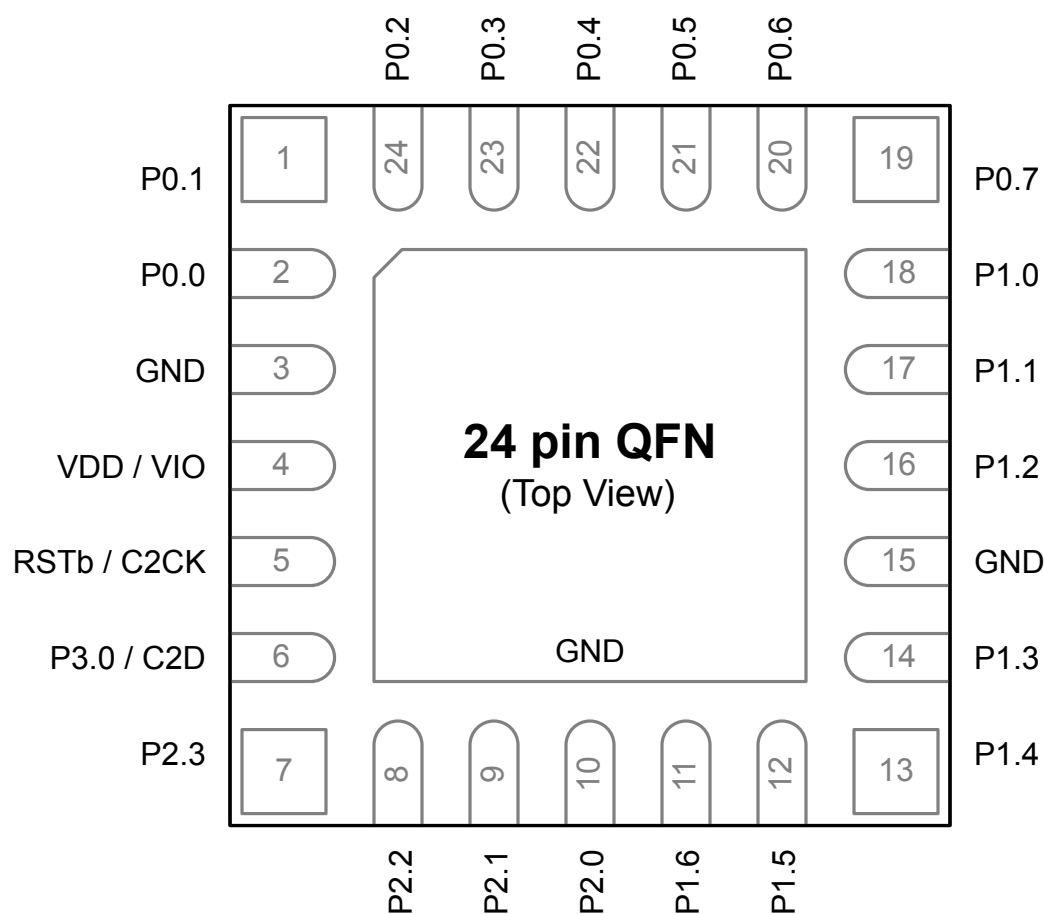 P0.2 P0.3 P0.4 P0.5 P0.6
24 23 22 21 20
P0.1 1 19 P0.7
P0.0 2 18 P1.0
GND 3 17 P1.1
24 pin QFN
VDD / VIO 4 16 P1.2
(Top View)
RSTb / C2CK 5 15 GND
P3.0 / C2D 6 GND 14 P1.3
P2.3 7 13 P1.4
8 9 10 11 12
P2.2 P2.1 P2.0 P1.6 P1.5